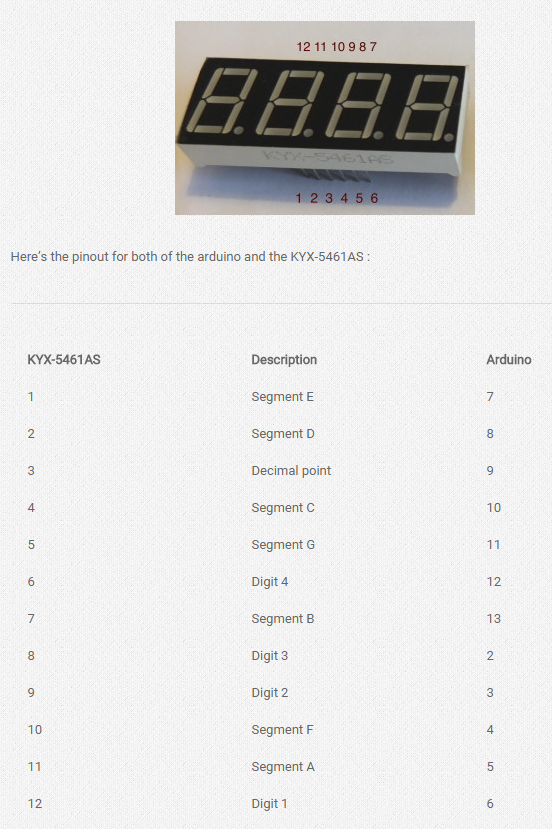 12 11 10 9 8 7
KYX-5461AS
1 2 3 4 5 6
Here's the pinout for both of the arduino and the KYX-5461AS :
KYX-5461AS Description Arduino
1 Segment E 7
2 Segment D 8
3 Decimal point 9
4 Segment C 10
5 Segment G 11
6 Digit 4 12
7 Segment B 13
8 Digit 3 2
9 Digit 2 3
10 Segment F 4
11 Segment A 5
12 Digit 1 6